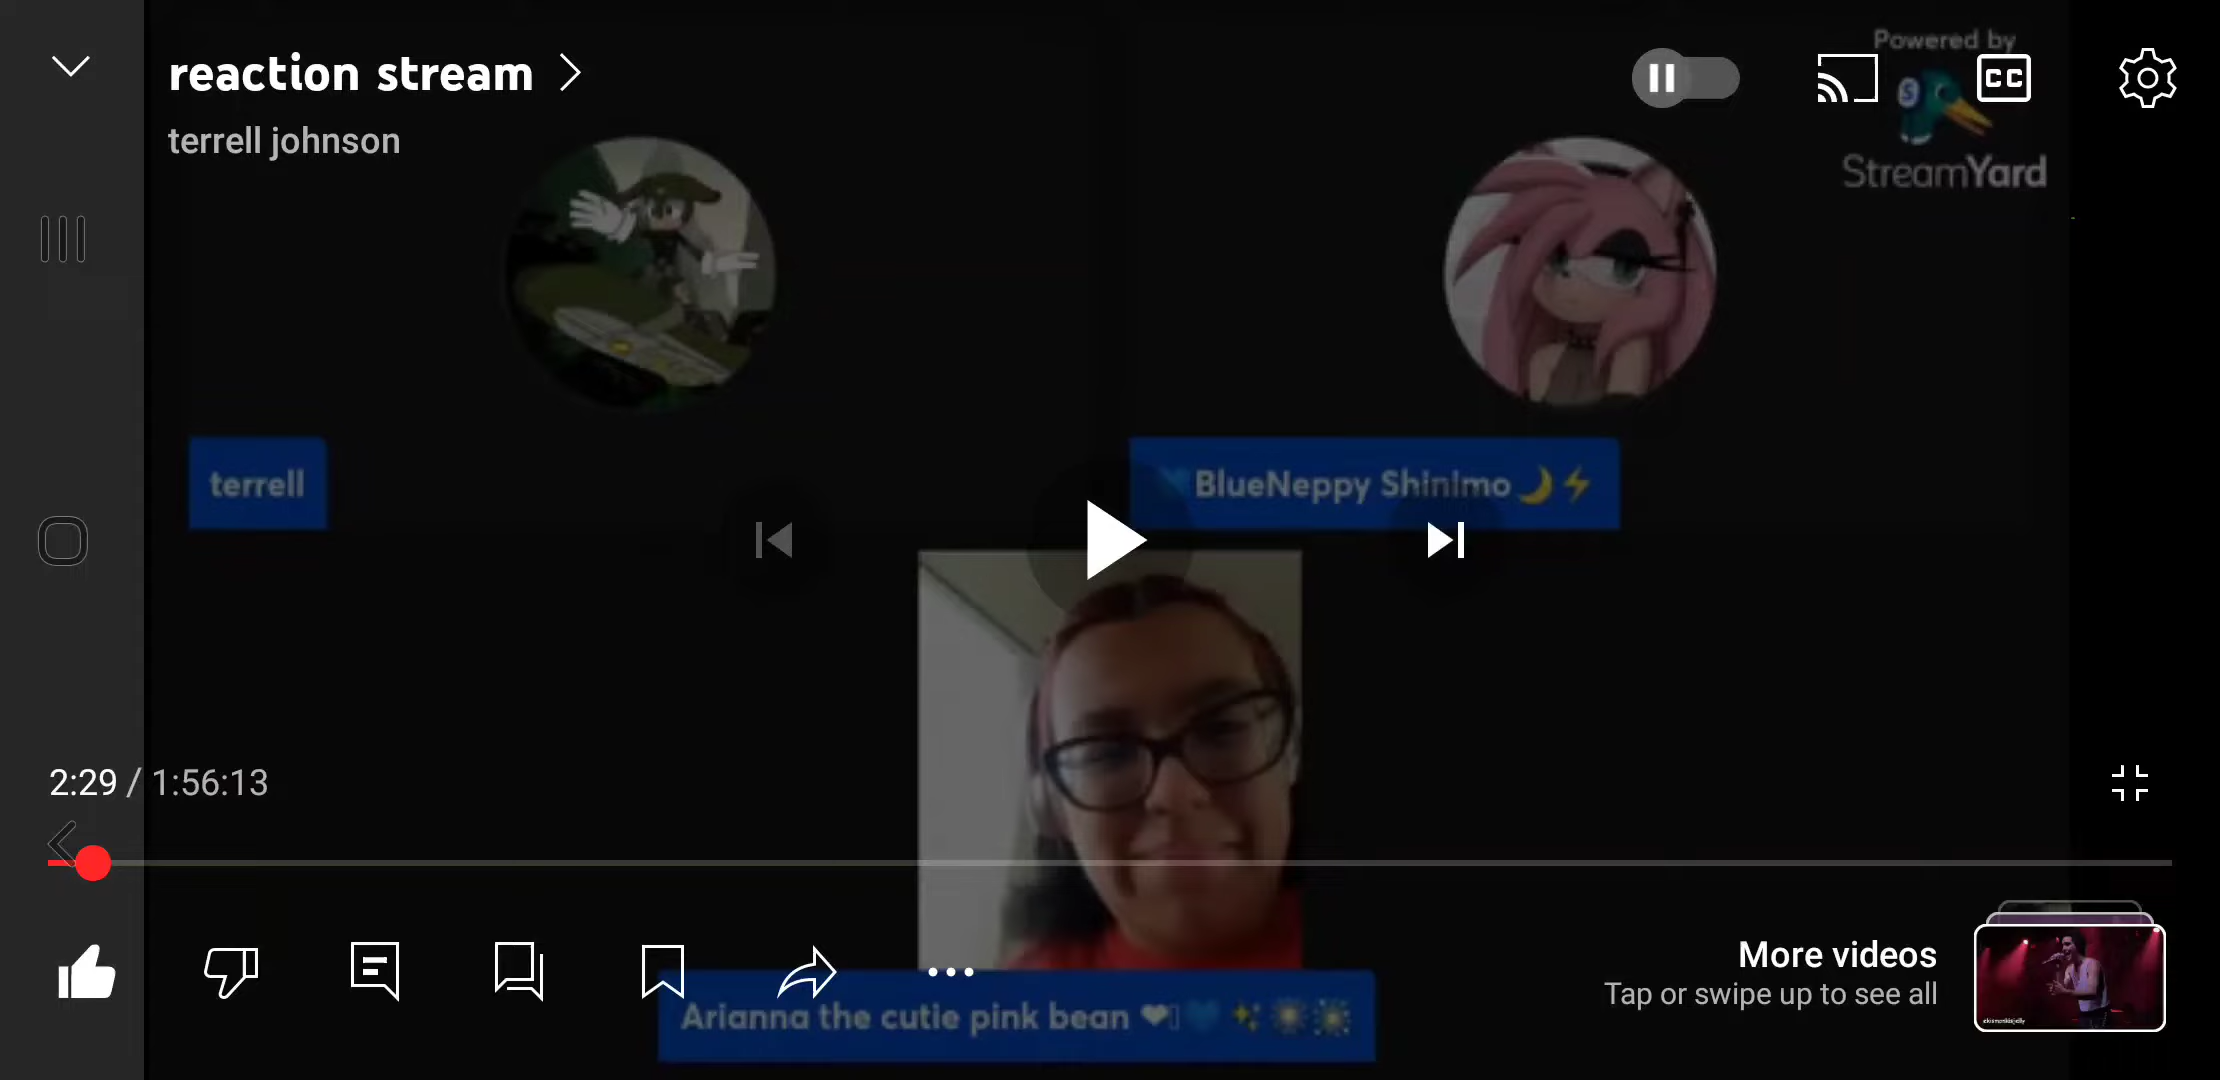 reaction stream
terrell johnson
Powered by
CC
StreamYard
terrell
BlueNeppy Shinimo🌙⚡
2:29 / 1:56:13
More videos
Tap or swipe up to see all
Arianna the cutie pink bean